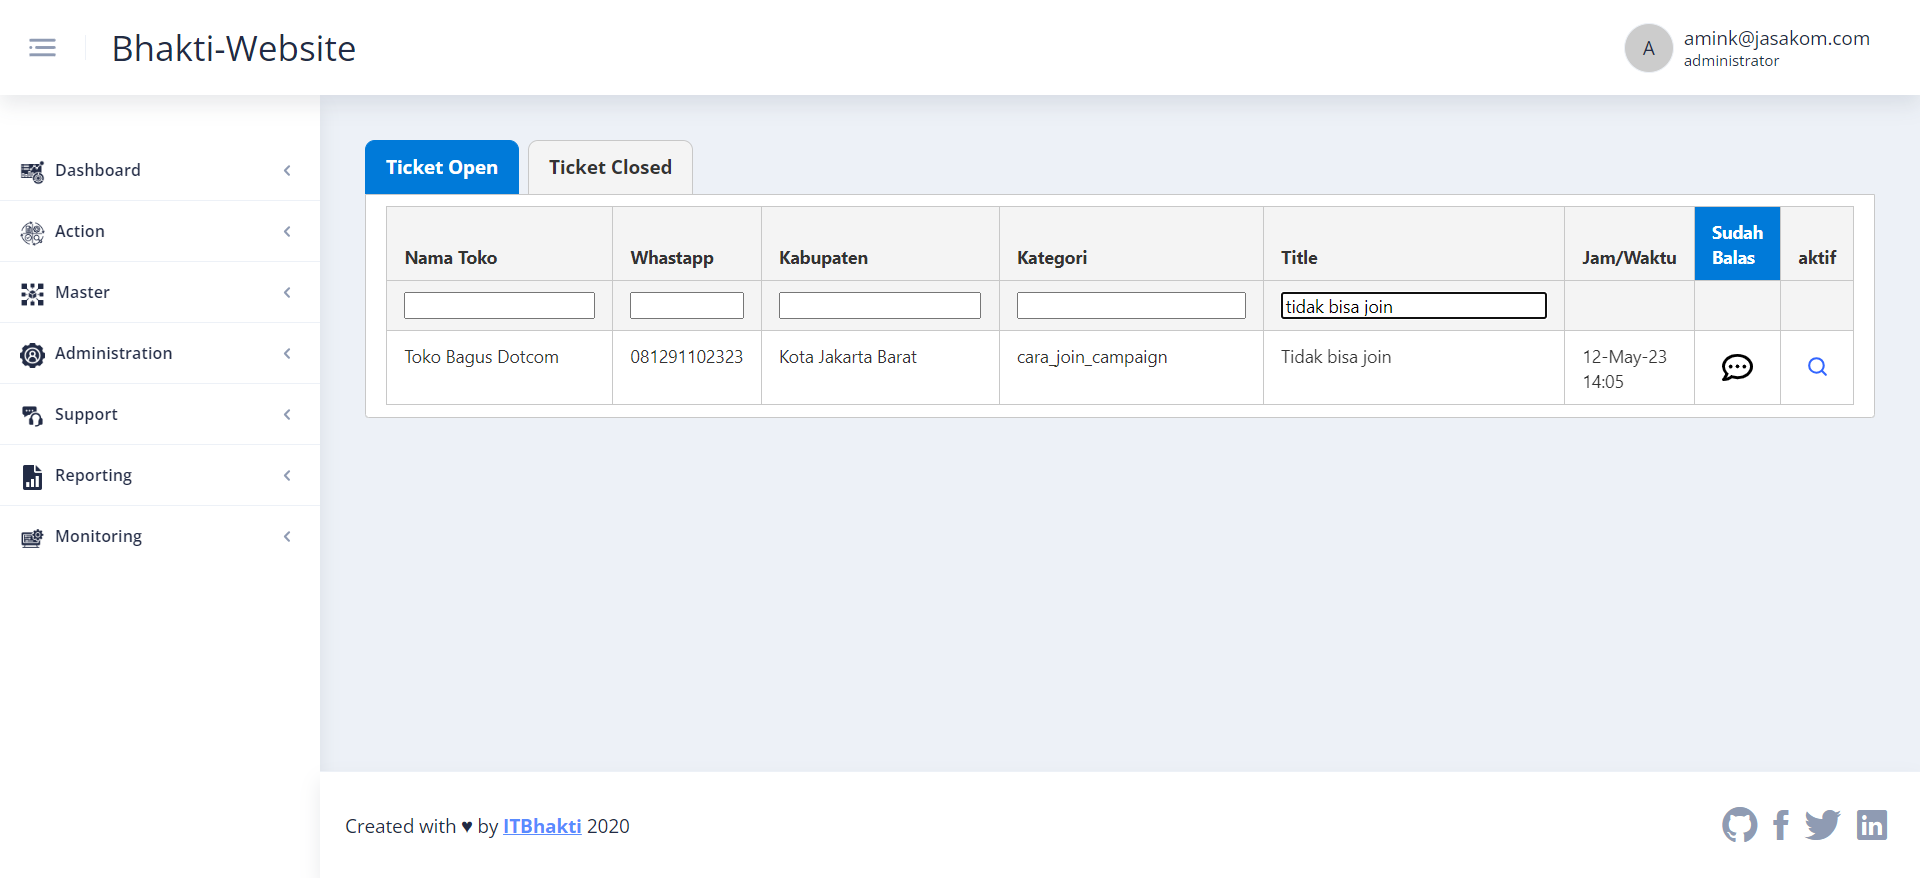 Bhakti-Website
A
amink@jasakom.com
administrator
Dashboard
Action
Master
Administration
Support
Reporting
Monitoring
Ticket Open
Ticket Closed
Nama Toko
Whastapp
Kabupaten
Kategori
Title
Jam/Waktu
Sudah
Balas
aktif
tidak bisa join
Toko Bagus Dotcom
081291102323
Kota Jakarta Barat
cara_join_campaign
Tidak bisa join
12-May-23
14:05
Created with ♥ by ITBhakti 2020